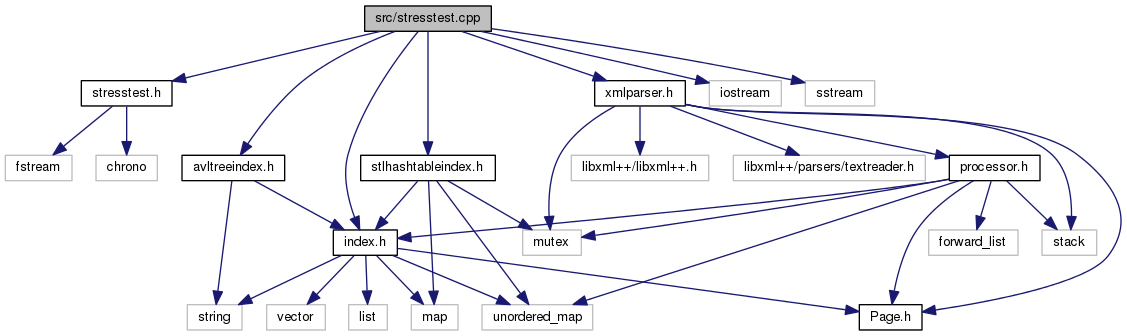 src/stresstest.cpp
stresstest.h
xmlparser.h
iostream
sstream
fstream
chrono
avltreeindex.h
stlhashtableindex.h
libxml++/libxml++.h
libxml++/parsers/textreader.h
processor.h
index.h
mutex
forward_list
stack
string
vector
list
map
unordered_map
Page.h